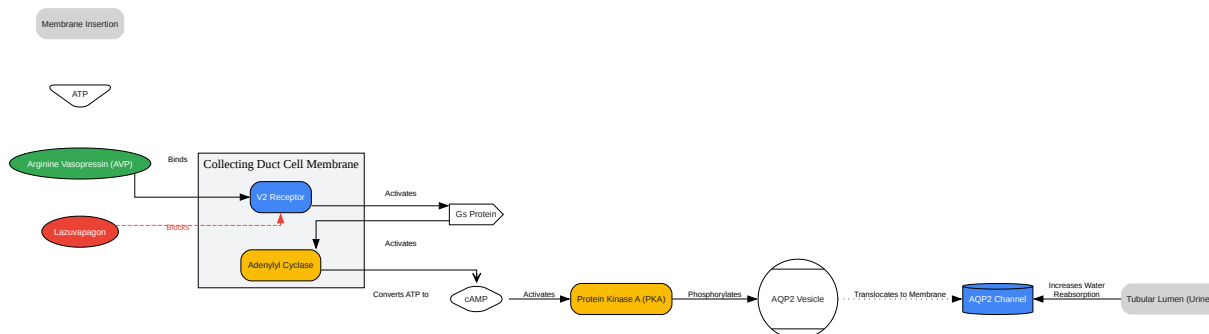 Membrane Insertion
ATP
Arginine Vasopressin (AVP)
Binds
Collecting Duct Cell Membrane
V2 Receptor
Activates
Gs Protein
Lazuvapagon
Blocks
Activates
Adenylyl Cyclase
Converts ATP to
cAMP
Activates
Protein Kinase A (PKA)
Phosphorylates
AQP2 Vesicle
Translocates to Membrane
AQP2 Channel
Increases Water
Reabsorption
Tubular Lumen (Urine